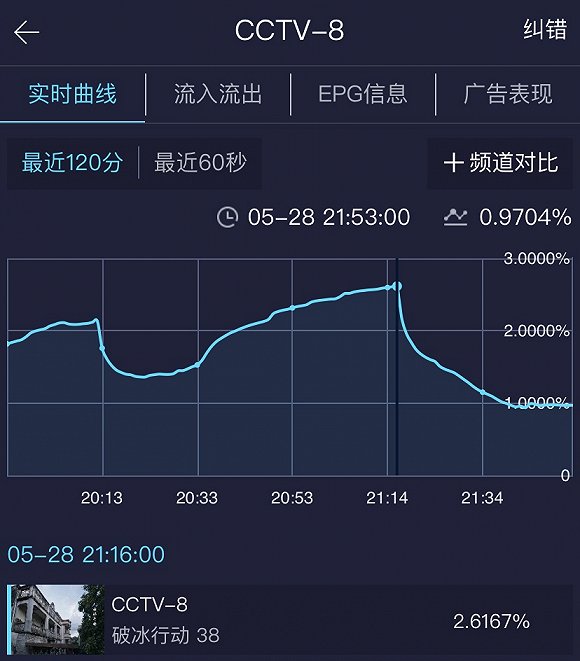 CCTV-8
纠错
实时曲线
流入流出
EPG信息
广告表现
最近120分
最近60秒
+频道对比
05-28 21:53:00
0.9704%
3.0000%
2.0000%
1.0000%
0
20:13
20:33
20:53
21:14
21:34
05-28 21:16:00
CCTV-8
破冰行动 38
2.6167%